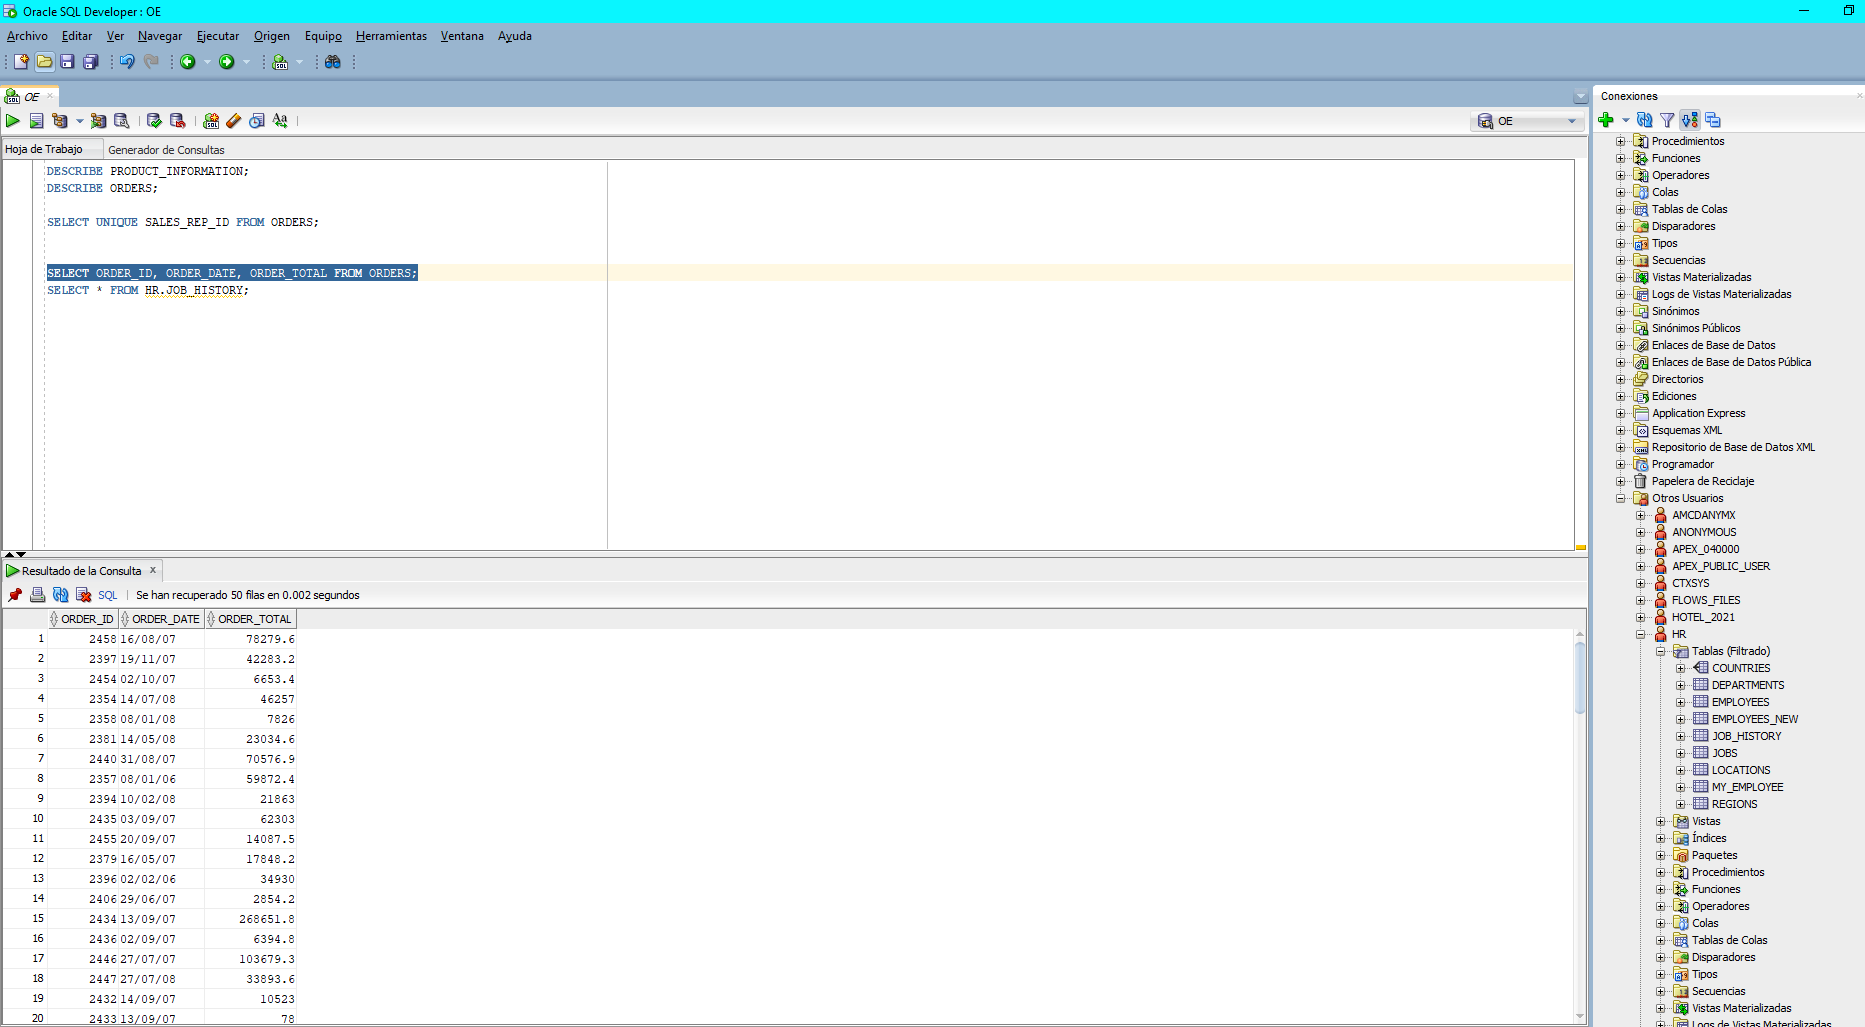 Oracle SQL Developer : OE
Archivo Editar Ver Navegar Ejecutar Origen Equipo Herramientas Ventana Ayuda
OE
OE
Hoja de Trabajo Generador de Consultas
DESCRIBE PRODUCT_INFORMATION;
DESCRIBE ORDERS;
SELECT UNIQUE SALES_REP_ID FROM ORDERS;
SELECT ORDER_ID, ORDER_DATE, ORDER_TOTAL FROM ORDERS;
SELECT * FROM HR.JOB_HISTORY;
Resultado de la Consulta x
SQL | Se han recuperado 50 filas en 0.002 segundos
ORDER_ID ORDER_DATE ORDER_TOTAL
1 2458 16/08/07 78279.6
2 2397 19/11/07 42283.2
3 2454 02/10/07 6653.4
4 2354 14/07/08 46257
5 2358 08/01/08 7826
6 2381 14/05/08 23034.6
7 2440 31/08/07 70576.9
8 2357 08/01/06 59872.4
9 2394 10/02/08 21863
10 2435 03/09/07 62303
11 2455 20/09/07 14087.5
12 2379 16/05/07 17848.2
13 2396 02/02/06 34930
14 2406 29/06/07 2854.2
15 2434 13/09/07 268651.8
16 2436 02/09/07 6394.8
17 2446 27/07/07 103679.3
18 2447 27/07/08 33893.6
19 2432 14/09/07 10523
20 2433 13/09/07 78
Conexiones
Procedimientos
Funciones
Operadores
Colas
Tablas de Colas
Disparadores
Tipos
Secuencias
Vistas Materializadas
Logs de Vistas Materializadas
Sinónimos
Sinónimos Públicos
Enlaces de Base de Datos
Enlaces de Base de Datos Pública
Directorios
Ediciones
Application Express
Esquemas XML
Repositorio de Base de Datos XML
Programador
Papelera de Reciclaje
Otros Usuarios
AMCDANYMX
ANONYMOUS
APEX_040000
APEX_PUBLIC_USER
CTXSYS
FLOWS_FILES
HOTEL_2021
HR
Tablas (Filtrado)
COUNTRIES
DEPARTMENTS
EMPLOYEES
EMPLOYEES_NEW
JOB_HISTORY
JOBS
LOCATIONS
MY_EMPLOYEE
REGIONS
Vistas
Índices
Paquetes
Procedimientos
Funciones
Operadores
Colas
Tablas de Colas
Disparadores
Tipos
Secuencias
Vistas Materializadas
Logs de Vistas Materializadas